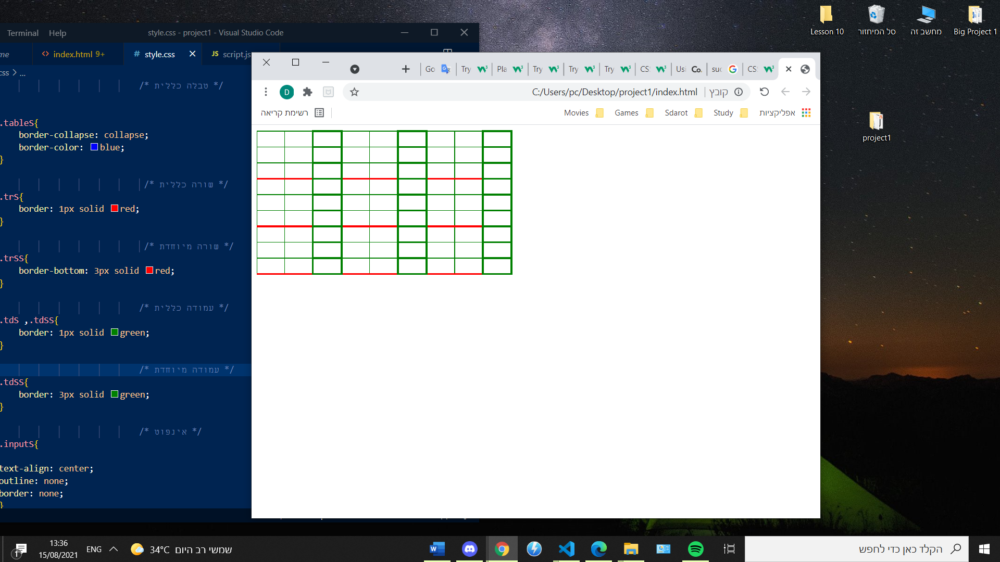 Lesson 10
סל המיחזור
מחשב זה
Big Project 1
project1
Terminal Help
style.css - project1 - Visual Studio Code
me
index.html 9+
style.css
script.js
css > ...
/* טבלה כללית */
.tableS{
border-collapse: collapse;
border-color: blue;
}
/* שורה כללית */
.trS{
border: 1px solid red;
}
/* שורה מיוחדת */
.trSS{
border-bottom: 3px solid red;
}
/* עמודה כללית */
.tdS ,.tdSS{
border: 1px solid green;
}
/* עמודה מיוחדת */
.tdSS{
border: 3px solid green;
}
/* אינפוט */
.inputS{
text-align: center;
outline: none;
border: none;
}
Go
Try
Pla
Try
Try
Try
CS
Usi
Co.
suc
CS
D
C:/Users/pc/Desktop/project1/index.html
קובץ
רשימת קריאה
Movies
Games
Sdarot
Study
אפליקציות
1
13:36
15/08/2021
ENG
34°C שמשי רב היום
הקלד כאן כדי לחפש